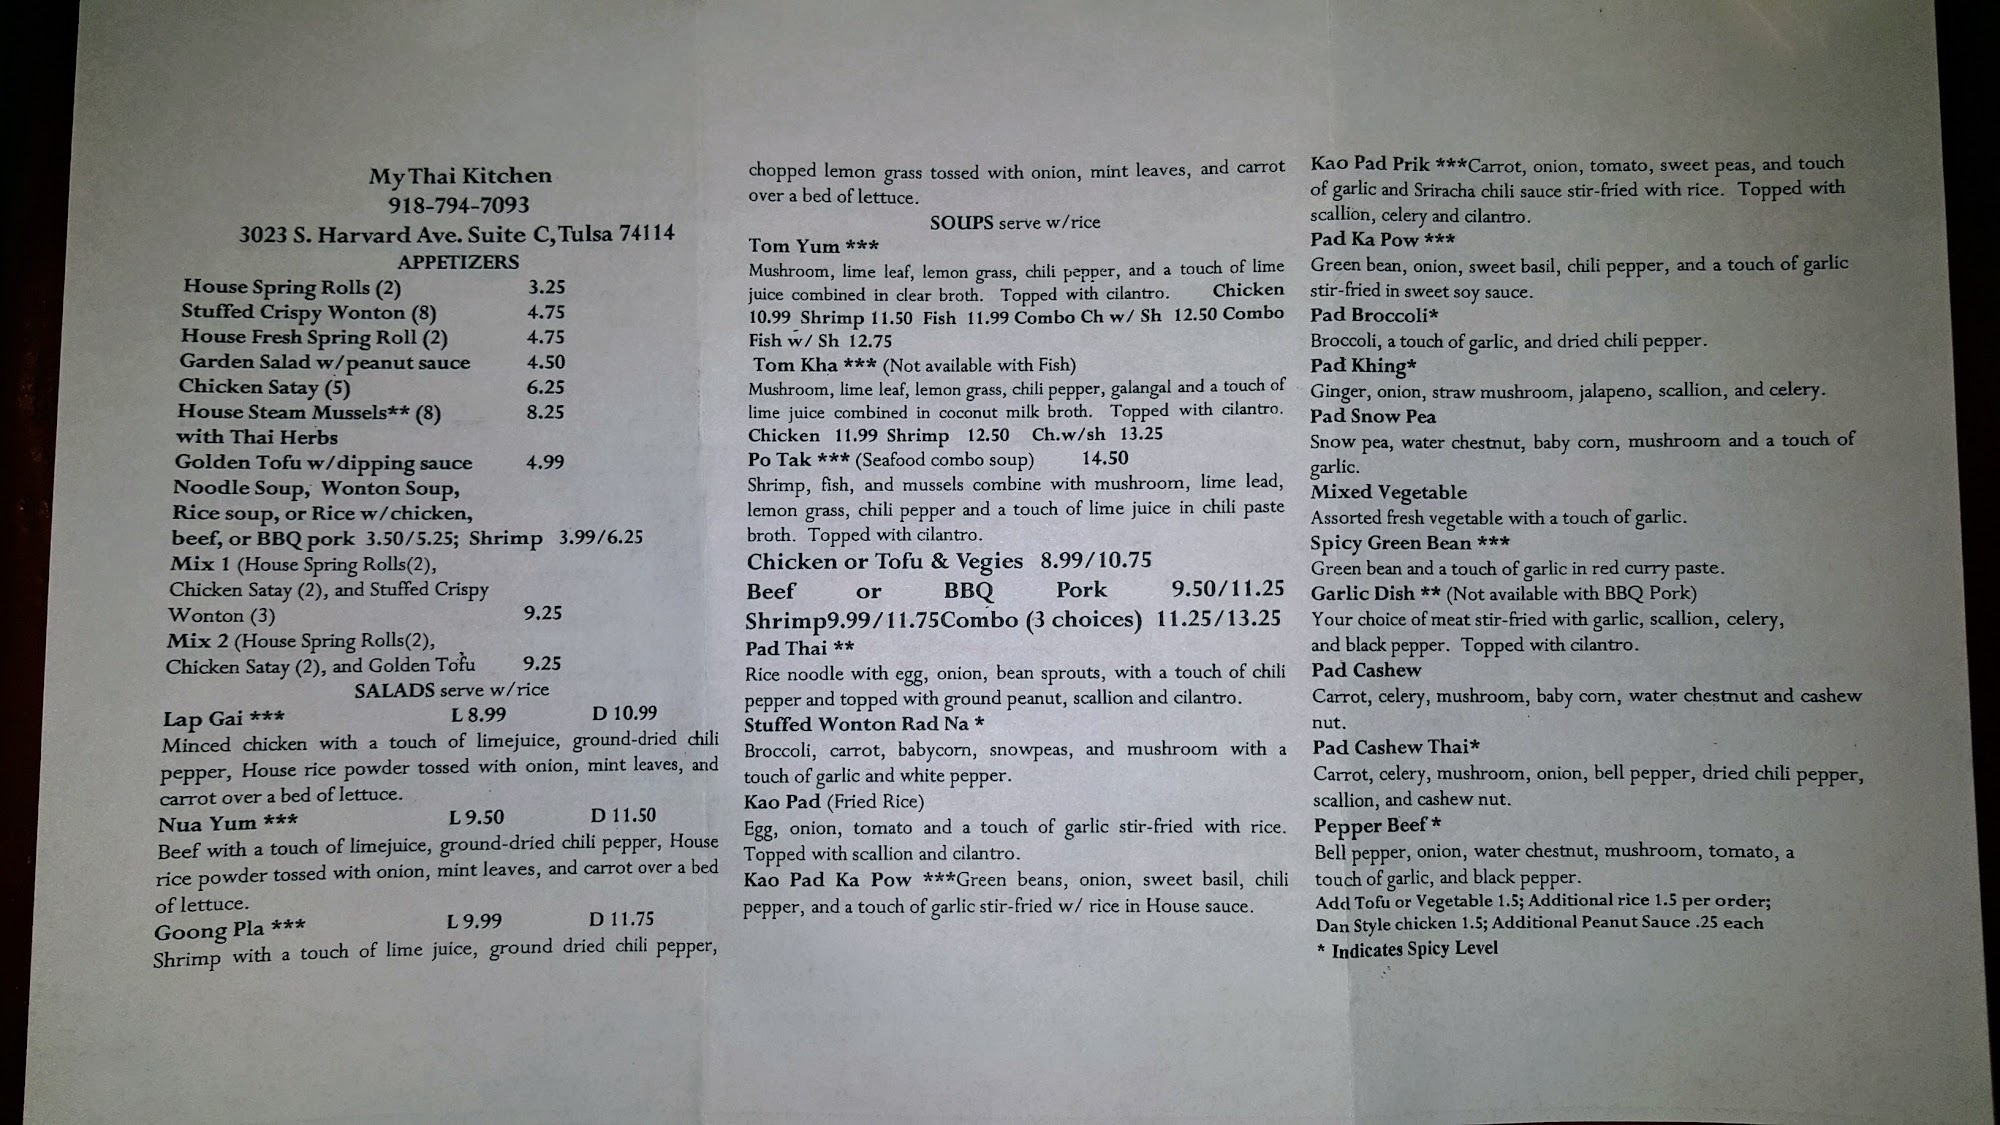 My Thai Kitchen
918-794-7093
3023 S. Harvard Ave. Suite C, Tulsa 74114
APPETIZERS
House Spring Rolls (2) 3.25
Stuffed Crispy Wonton (8) 4.75
House Fresh Spring Roll (2) 4.75
Garden Salad w/peanut sauce 4.50
Chicken Satay (5) 6.25
House Steam Mussels** (8) 8.25
with Thai Herbs
Golden Tofu w/dipping sauce 4.99
Noodle Soup, Wonton Soup,
Rice soup, or Rice w/chicken,
beef, or BBQ pork 3.50/5.25; Shrimp 3.99/6.25
Mix 1 (House Spring Rolls(2),
Chicken Satay (2), and Stuffed Crispy
Wonton (3) 9.25
Mix 2 (House Spring Rolls(2),
Chicken Satay (2), and Golden Tofu 9.25
SALADS serve w/rice
Lap Gai *** L 8.99 D 10.99
Minced chicken with a touch of limejuice, ground-dried chili
pepper, House rice powder tossed with onion, mint leaves, and
carrot over a bed of lettuce.
Nua Yum *** L 9.50 D 11.50
Beef with a touch of limejuice, ground-dried chili pepper, House
rice powder tossed with onion, mint leaves, and carrot over a bed
of lettuce.
Goong Pla *** L 9.99 D 11.75
Shrimp with a touch of lime juice, ground dried chili pepper,
chopped lemon grass tossed with onion, mint leaves, and carrot
over a bed of lettuce.
SOUPS serve w/rice
Tom Yum ***
Mushroom, lime leaf, lemon grass, chili pepper, and a touch of lime
juice combined in clear broth. Topped with cilantro. Chicken
10.99 Shrimp 11.50 Fish 11.99 Combo Ch w/ Sh 12.50 Combo
Fish w/ Sh 12.75
Tom Kha *** (Not available with Fish)
Mushroom, lime leaf, lemon grass, chili pepper, galangal and a touch of
lime juice combined in coconut milk broth. Topped with cilantro.
Chicken 11.99 Shrimp 12.50 Ch.w/sh 13.25
Po Tak *** (Seafood combo soup) 14.50
Shrimp, fish, and mussels combine with mushroom, lime lead,
lemon grass, chili pepper and a touch of lime juice in chili paste
broth. Topped with cilantro.
Chicken or Tofu & Vegies 8.99/10.75
Beef or BBQ Pork 9.50/11.25
Shrimp9.99/11.75Combo (3 choices) 11.25/13.25
Pad Thai **
Rice noodle with egg, onion, bean sprouts, with a touch of chili
pepper and topped with ground peanut, scallion and cilantro.
Stuffed Wonton Rad Na *
Broccoli, carrot, babycorn, snowpeas, and mushroom with a
touch of garlic and white pepper.
Kao Pad (Fried Rice)
Egg, onion, tomato and a touch of garlic stir-fried with rice.
Topped with scallion and cilantro.
Kao Pad Ka Pow ***Green beans, onion, sweet basil, chili
pepper, and a touch of garlic stir-fried w/ rice in House sauce.
Kao Pad Prik ***Carrot, onion, tomato, sweet peas, and touch
of garlic and Sriracha chili sauce stir-fried with rice. Topped with
scallion, celery and cilantro.
Pad Ka Pow ***
Green bean, onion, sweet basil, chili pepper, and a touch of garlic
stir-fried in sweet soy sauce.
Pad Broccoli*
Broccoli, a touch of garlic, and dried chili pepper.
Pad Khing*
Ginger, onion, straw mushroom, jalapeno, scallion, and celery.
Pad Snow Pea
Snow pea, water chestnut, baby corn, mushroom and a touch of
garlic.
Mixed Vegetable
Assorted fresh vegetable with a touch of garlic.
Spicy Green Bean ***
Green bean and a touch of garlic in red curry paste.
Garlic Dish ** (Not available with BBQ Pork)
Your choice of meat stir-fried with garlic, scallion, celery,
and black pepper. Topped with cilantro.
Pad Cashew
Carrot, celery, mushroom, baby corn, water chestnut and cashew
nut.
Pad Cashew Thai*
Carrot, celery, mushroom, onion, bell pepper, dried chili pepper,
scallion, and cashew nut.
Pepper Beef *
Bell pepper, onion, water chestnut, mushroom, tomato, a
touch of garlic, and black pepper.
Add Tofu or Vegetable 1.5; Additional rice 1.5 per order;
Dan Style chicken 1.5; Additional Peanut Sauce .25 each
* Indicates Spicy Level